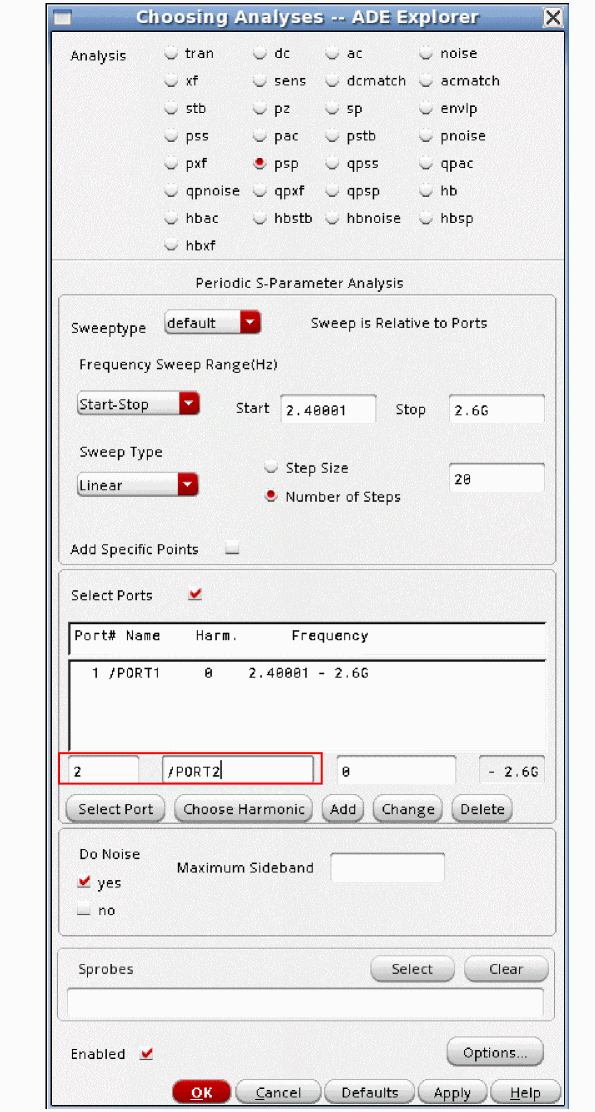 Choosing Analyses -- ADE Explorer
Analysis tran dc ac noise
xf sens dcmatch acmatch
stb pz sp envlp
pss pac pstb pnoise
pxf psp qpss qpac
qpnoise qpxf qpsp hb
hbac hbstb hbnoise hbsp
hbxf
Periodic S-Parameter Analysis
Sweeptype default Sweep is Relative to Ports
Frequency Sweep Range(Hz)
Start-Stop Start 2.40001 Stop 2.6G
Sweep Type
Linear Step Size
Number of Steps 20
Add Specific Points
Select Ports
Port# Name Harm. Frequency
1 /PORT1 0 2.40001 - 2.6G
2 /PORT2 0 - 2.6G
Select Port Choose Harmonic Add Change Delete
Do Noise
yes Maximum Sideband
no
Sprobes Select Clear
Enabled Options...
OK Cancel Defaults Apply Help